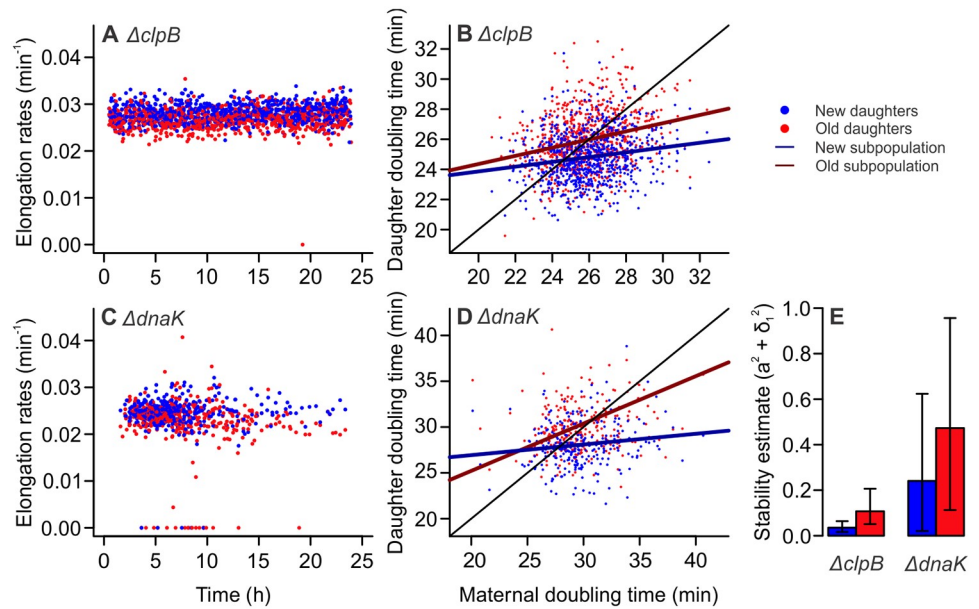 A ΔclpB
Elongation rates (min-1)
0.04
0.03
0.02
0.01
0.00
0 5 10 15 20 25
B ΔclpB
Daughter doubling time (min)
32
30
28
26
24
22
20
20 22 24 26 28 30 32
New daughters
Old daughters
New subpopulation
Old subpopulation
C ΔdnaK
Elongation rates (min-1)
0.04
0.03
0.02
0.01
0.00
0 5 10 15 20 25
Time (h)
D ΔdnaK
Daughter doubling time (min)
40
35
30
25
20
20 25 30 35 40
Maternal doubling time (min)
E
Stability estimate (a² + δ₁²)
1.0
0.8
0.6
0.4
0.2
0.0
ΔclpB ΔdnaK